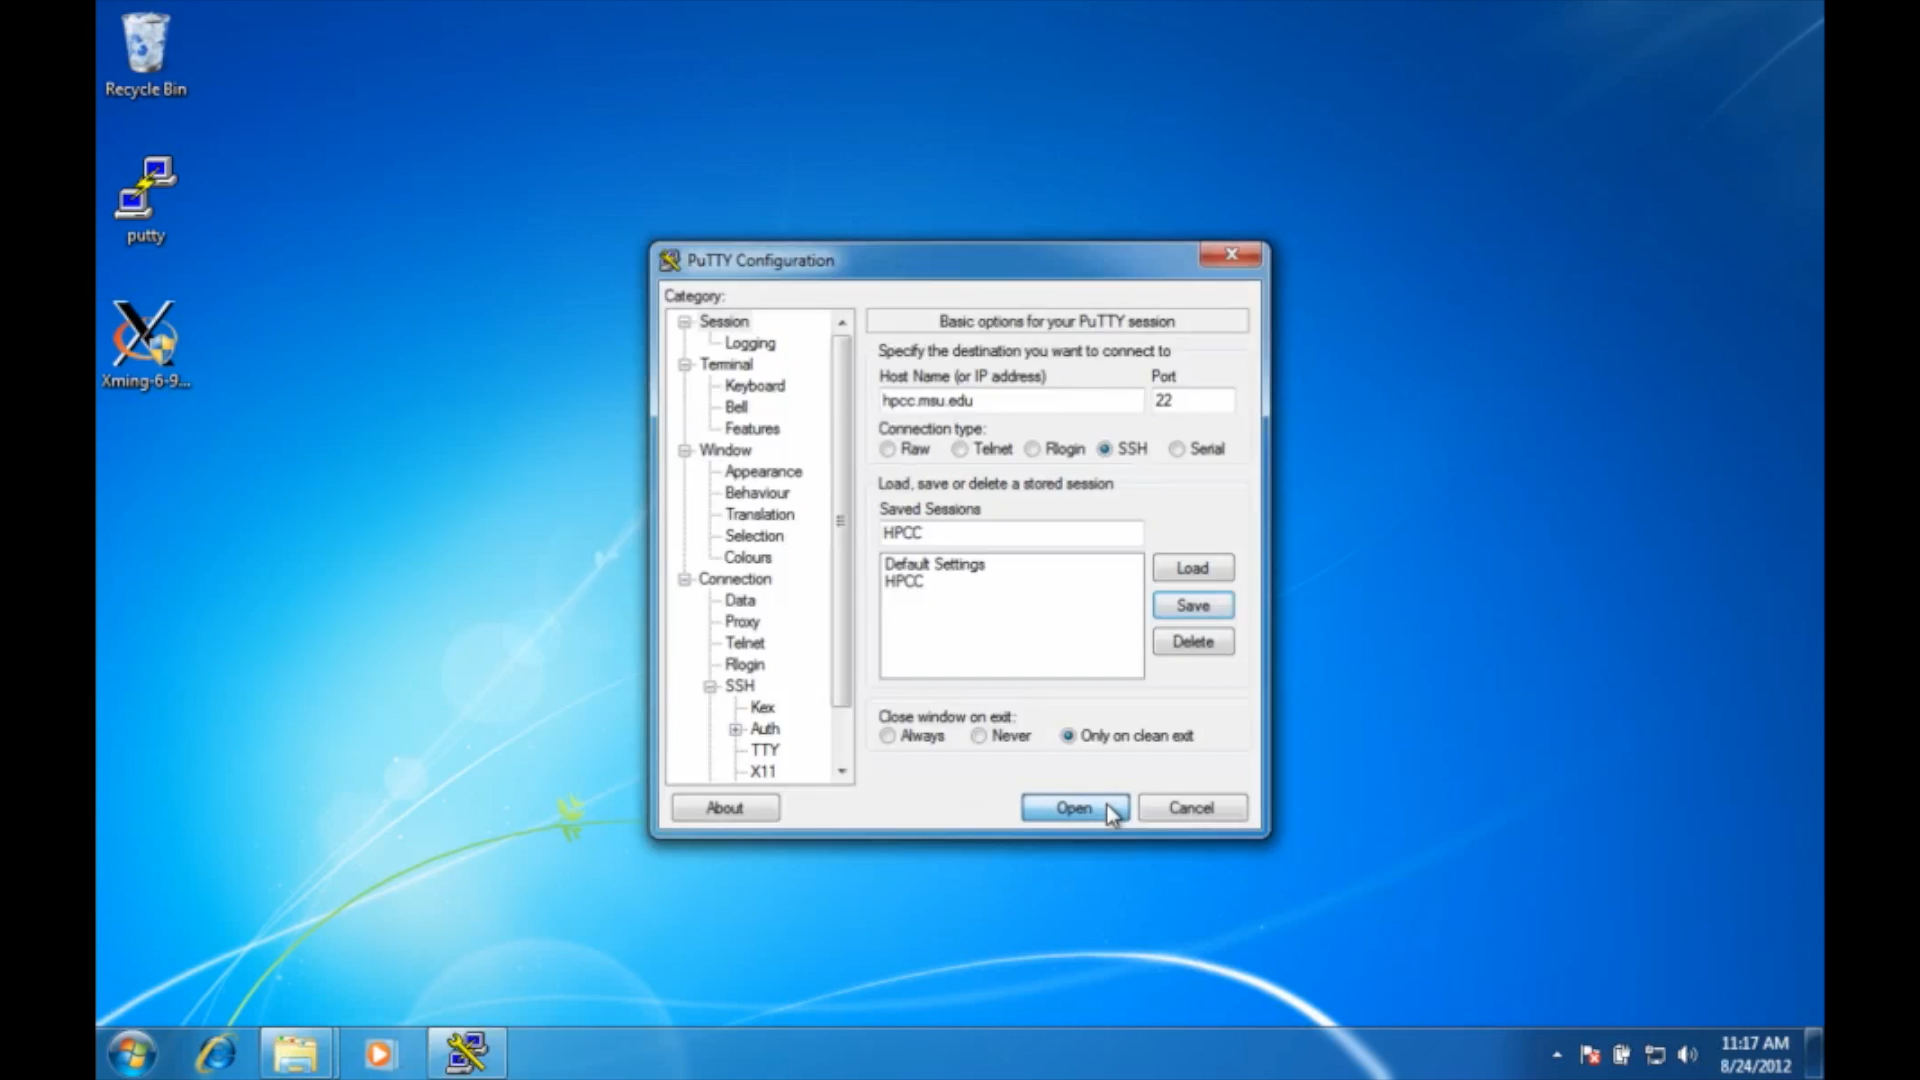 Recycle Bin
putty
Xming-6-9...
PuTTY Configuration
Category:
Session
Logging
Terminal
Keyboard
Bell
Features
Window
Appearance
Behaviour
Translation
Selection
Colours
Connection
Data
Proxy
Telnet
Rlogin
SSH
Kex
Auth
TTY
X11
Basic options for your PuTTY session
Specify the destination you want to connect to
Host Name (or IP address) Port
hpcc.msu.edu 22
Connection type:
Raw Telnet Rlogin SSH Serial
Load, save or delete a stored session
Saved Sessions
HPCC
Default Settings
HPCC
Load
Save
Delete
Close window on exit:
Always Never Only on clean exit
About Open Cancel
11:17 AM
8/24/2012